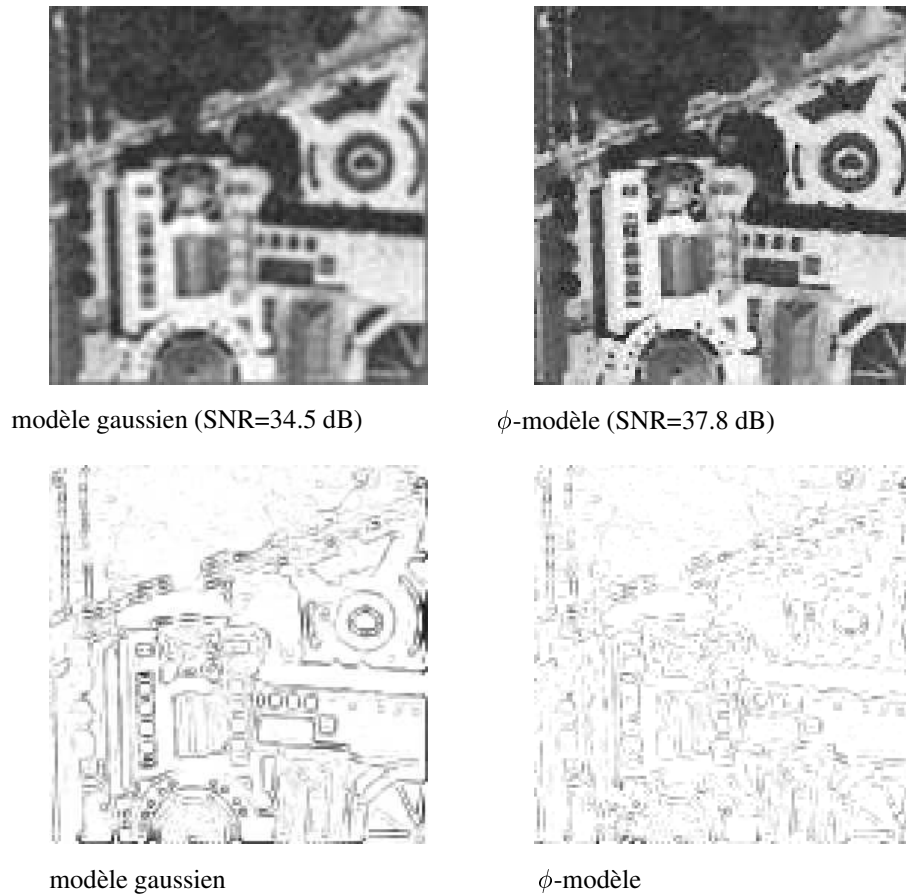 modèle gaussien (SNR=34.5 dB)
ϕ-modèle (SNR=37.8 dB)
modèle gaussien
ϕ-modèle